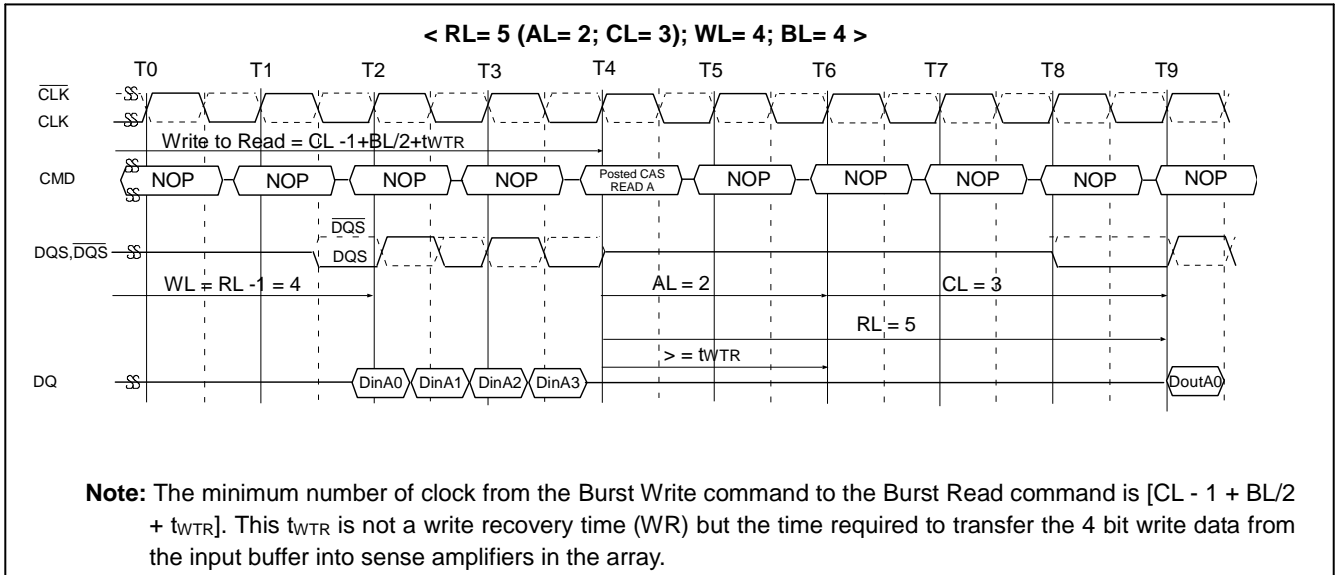 < RL= 5 (AL= 2; CL= 3); WL= 4; BL= 4 >
T0 T1 T2 T3 T4 T5 T6 T7 T8 T9
CLK
CLK
Write to Read = CL -1+BL/2+tWTR
CMD NOP NOP NOP NOP Posted CAS READ A NOP NOP NOP NOP NOP
DQS
DQS,DQS DQS
WL = RL -1 = 4 AL = 2 CL = 3
RL = 5
> = tWTR
DQ DinA0 DinA1 DinA2 DinA3 DoutA0
Note: The minimum number of clock from the Burst Write command to the Burst Read command is [CL - 1 + BL/2
+ tWTR]. This tWTR is not a write recovery time (WR) but the time required to transfer the 4 bit write data from
the input buffer into sense amplifiers in the array.